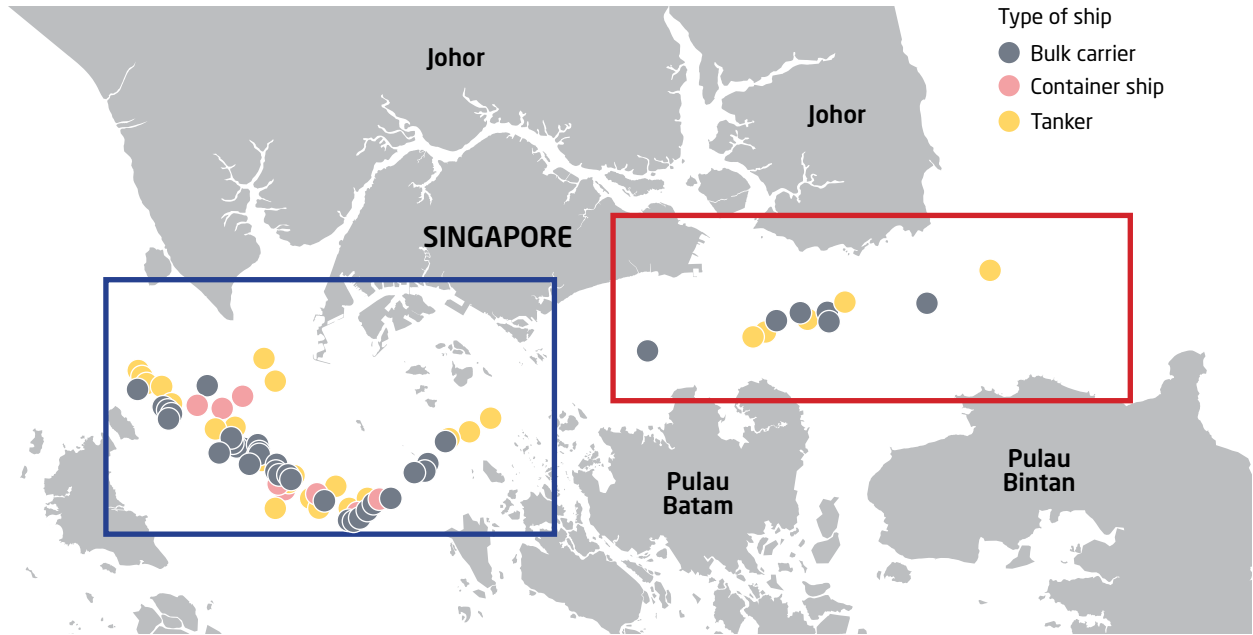 Type of ship
Bulk carrier
Container ship
Tanker
Johor
Johor
SINGAPORE
Pulau
Batam
Pulau
Bintan